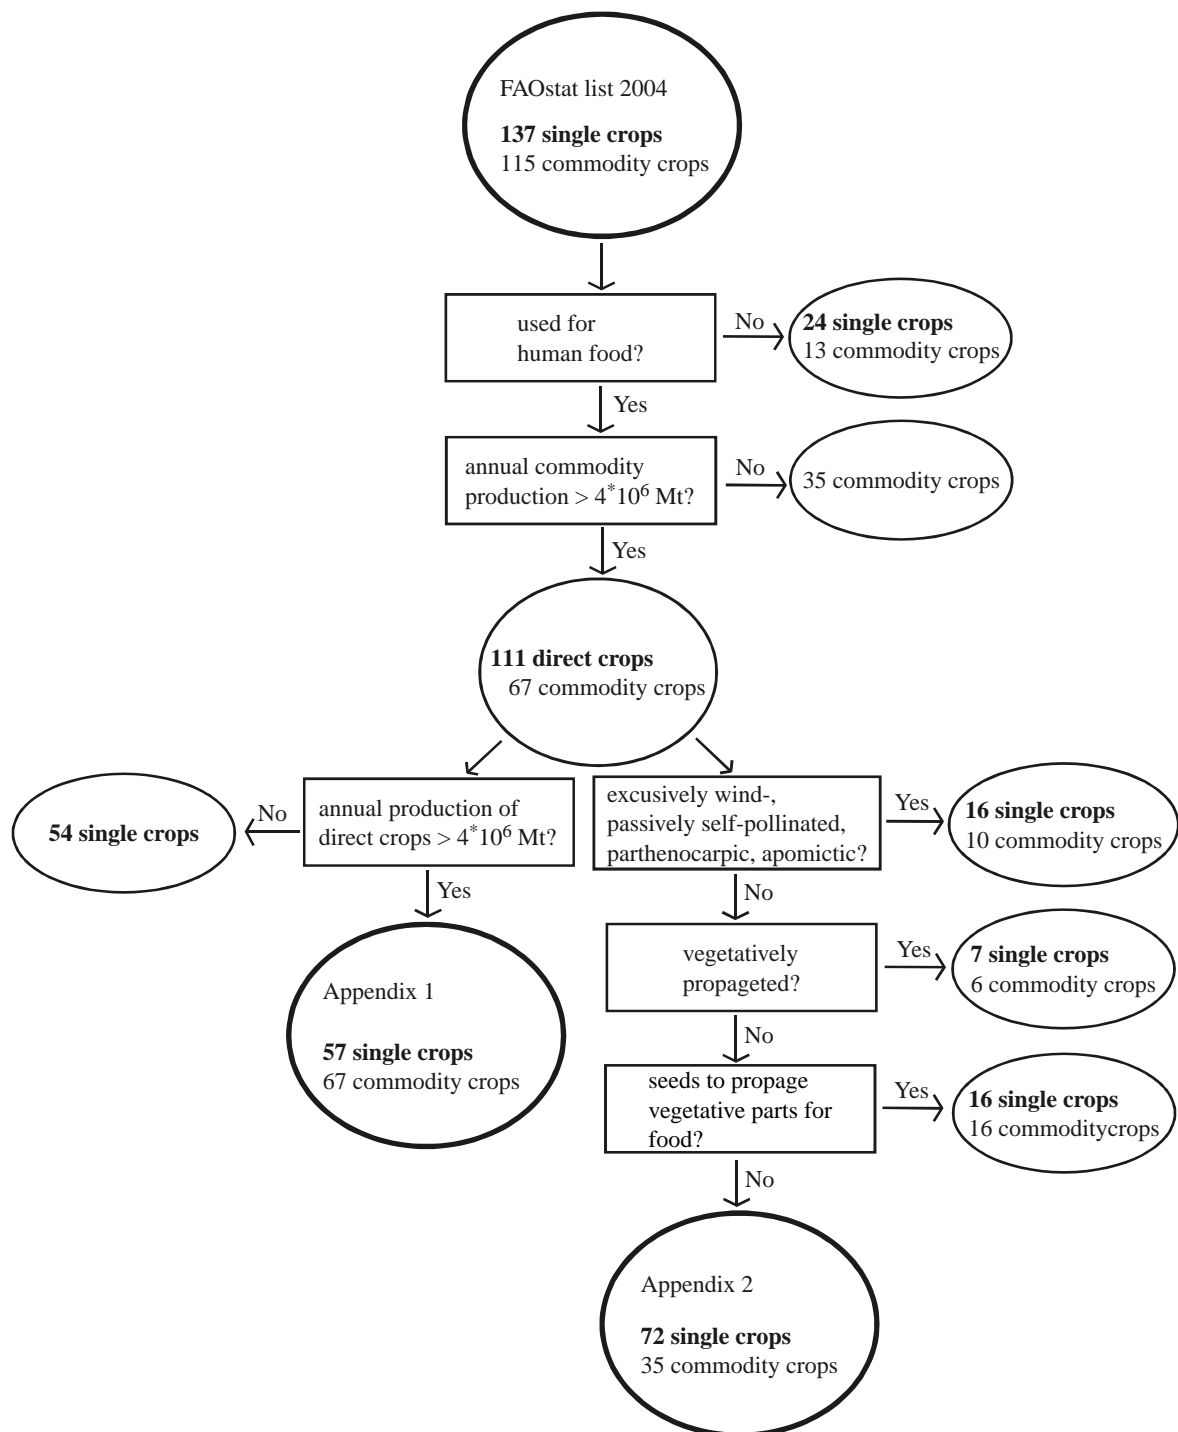 FAOstat list 2004
137 single crops
115 commodity crops
used for
human food?
No
24 single crops
13 commodity crops
Yes
annual commodity
production > 4*10⁶ Mt?
No
35 commodity crops
Yes
111 direct crops
67 commodity crops
54 single crops
No
annual production of
direct crops > 4*10⁶ Mt?
Yes
Appendix 1
57 single crops
67 commodity crops
excusively wind-,
passively self-pollinated,
parthenocarpic, apomictic?
Yes
16 single crops
10 commodity crops
No
vegetatively
propageted?
Yes
7 single crops
6 commodity crops
No
seeds to propage
vegetative parts for
food?
Yes
16 single crops
16 commoditycrops
No
Appendix 2
72 single crops
35 commodity crops